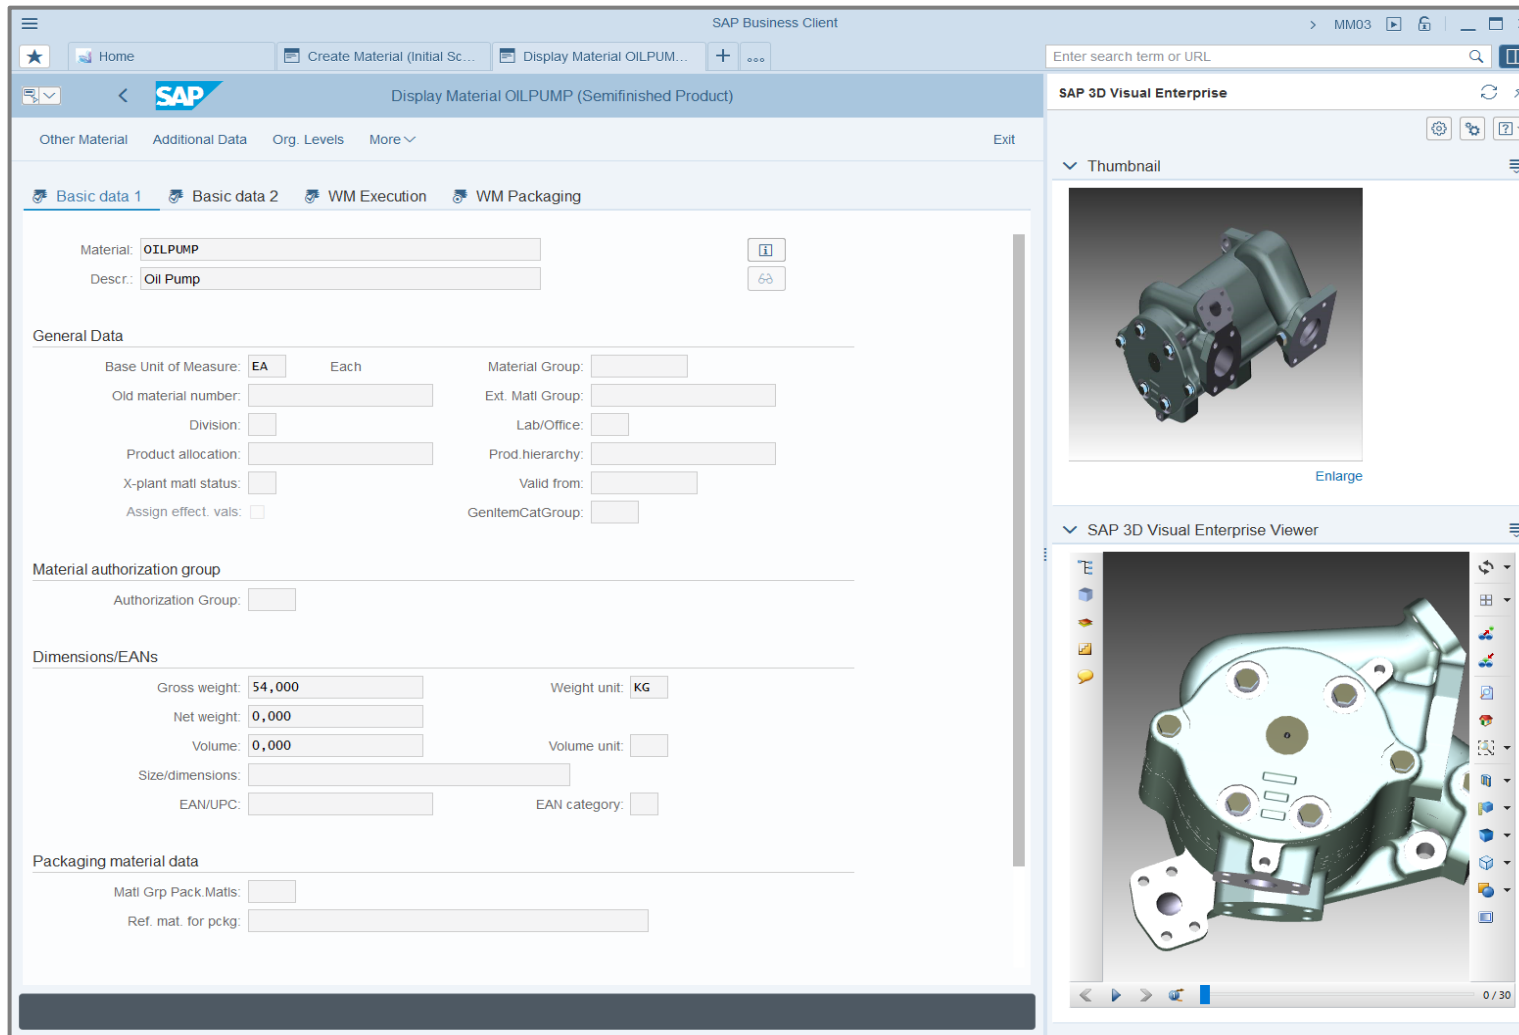 SAP Business Client
MM03
Home
Create Material (Initial Sc...
Display Material OILPUM...
Enter search term or URL
SAP
Display Material OILPUMP (Semifinished Product)
SAP 3D Visual Enterprise
Other Material Additional Data Org. Levels More Exit
Thumbnail
Basic data 1 Basic data 2 WM Execution WM Packaging
Material: OILPUMP
Descr.: Oil Pump
General Data
Base Unit of Measure: EA Each Material Group:
Old material number: Ext. Matl Group:
Division: Lab/Office:
Product allocation: Prod.hierarchy:
X-plant matl status: Valid from:
Assign effect. vals: GenItemCatGroup:
Enlarge
SAP 3D Visual Enterprise Viewer
Material authorization group
Authorization Group:
Dimensions/EANs
Gross weight: 54,000 Weight unit: KG
Net weight: 0,000
Volume: 0,000 Volume unit:
Size/dimensions:
EAN/UPC: EAN category:
Packaging material data
Matl Grp Pack.Matls:
Ref. mat. for pckg:
0 / 30